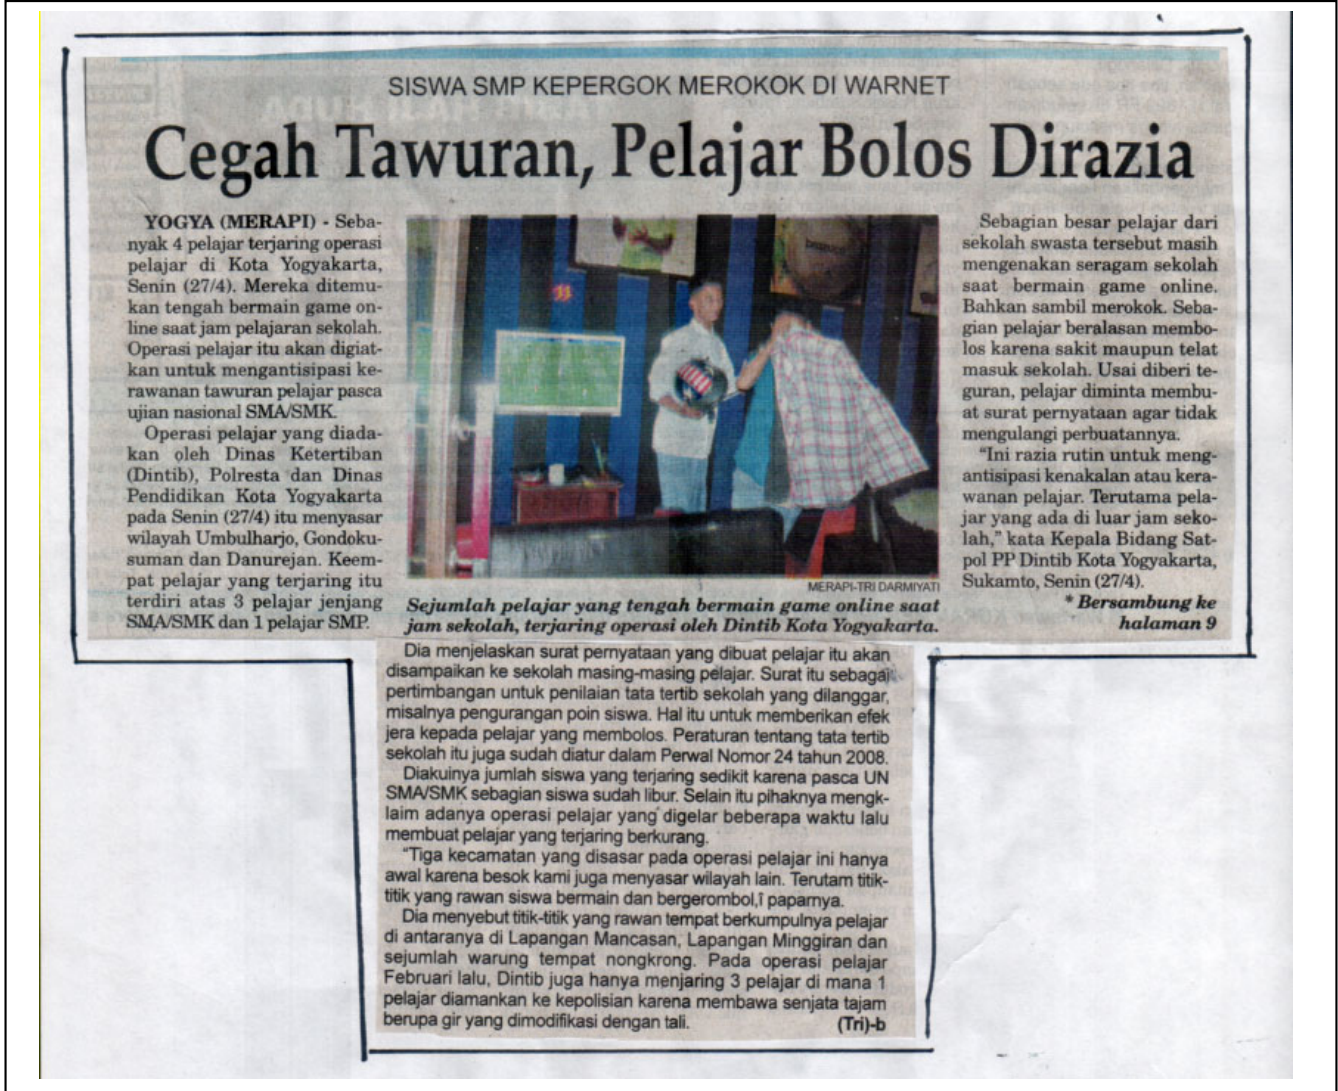 SISWA SMP KEPERGOK MEROKOK DI WARNET
Cegah Tawuran, Pelajar Bolos Dirazia
YOGYA (MERAPI) - Seba-
nyak 4 pelajar terjaring operasi
pelajar di Kota Yogyakarta,
Senin (27/4). Mereka ditemu-
kan tengah bermain game on-
line saat jam pelajaran sekolah.
Operasi pelajar itu akan digiat-
kan untuk mengantisipasi ke-
rawanan tawuran pelajar pasca
ujian nasional SMA/SMK.
Operasi pelajar yang diada-
kan oleh Dinas Ketertiban
(Dintib), Polresta dan Dinas
Pendidikan Kota Yogyakarta
pada Senin (27/4) itu menyasar
wilayah Umbulharjo, Gondoku-
suman dan Danurejan. Keem-
pat pelajar yang terjaring itu
terdiri atas 3 pelajar jenjang
SMA/SMK dan 1 pelajar SMP.
MERAPI-TRI DARMIYATI
Sejumlah pelajar yang tengah bermain game online saat
jam sekolah, terjaring operasi oleh Dintib Kota Yogyakarta.
Sebagian besar pelajar dari
sekolah swasta tersebut masih
mengenakan seragam sekolah
saat bermain game online.
Bahkan sambil merokok. Seba-
gian pelajar beralasan membo-
los karena sakit maupun telat
masuk sekolah. Usai diberi te-
guran, pelajar diminta membu-
at surat pernyataan agar tidak
mengulangi perbuatannya.
"Ini razia rutin untuk meng-
antisipasi kenakalan atau kera-
wanan pelajar. Terutama pela-
jar yang ada di luar jam seko-
lah," kata Kepala Bidang Sat-
pol PP Dintib Kota Yogyakarta,
Sukamto, Senin (27/4).
* Bersambung ke
halaman 9
Dia menjelaskan surat pernyataan yang dibuat pelajar itu akan
disampaikan ke sekolah masing-masing pelajar. Surat itu sebagai
pertimbangan untuk penilaian tata tertib sekolah yang dilanggar,
misalnya pengurangan poin siswa. Hal itu untuk memberikan efek
jera kepada pelajar yang membolos. Peraturan tentang tata tertib
sekolah itu juga sudah diatur dalam Perwal Nomor 24 tahun 2008.
Diakuinya jumlah siswa yang terjaring sedikit karena pasca UN
SMA/SMK sebagian siswa sudah libur. Selain itu pihaknya mengk-
laim adanya operasi pelajar yang digelar beberapa waktu lalu
membuat pelajar yang terjaring berkurang.
"Tiga kecamatan yang disasar pada operasi pelajar ini hanya
awal karena besok kami juga menyasar wilayah lain. Terutam titik-
titik yang rawan siswa bermain dan bergerombol,ï paparnya.
Dia menyebut titik-titik yang rawan tempat berkumpulnya pelajar
di antaranya di Lapangan Mancasan, Lapangan Minggiran dan
sejumlah warung tempat nongkrong. Pada operasi pelajar
Februari lalu, Dintib juga hanya menjaring 3 pelajar di mana 1
pelajar diamankan ke kepolisian karena membawa senjata tajam
berupa gir yang dimodifikasi dengan tali. (Tri)-b